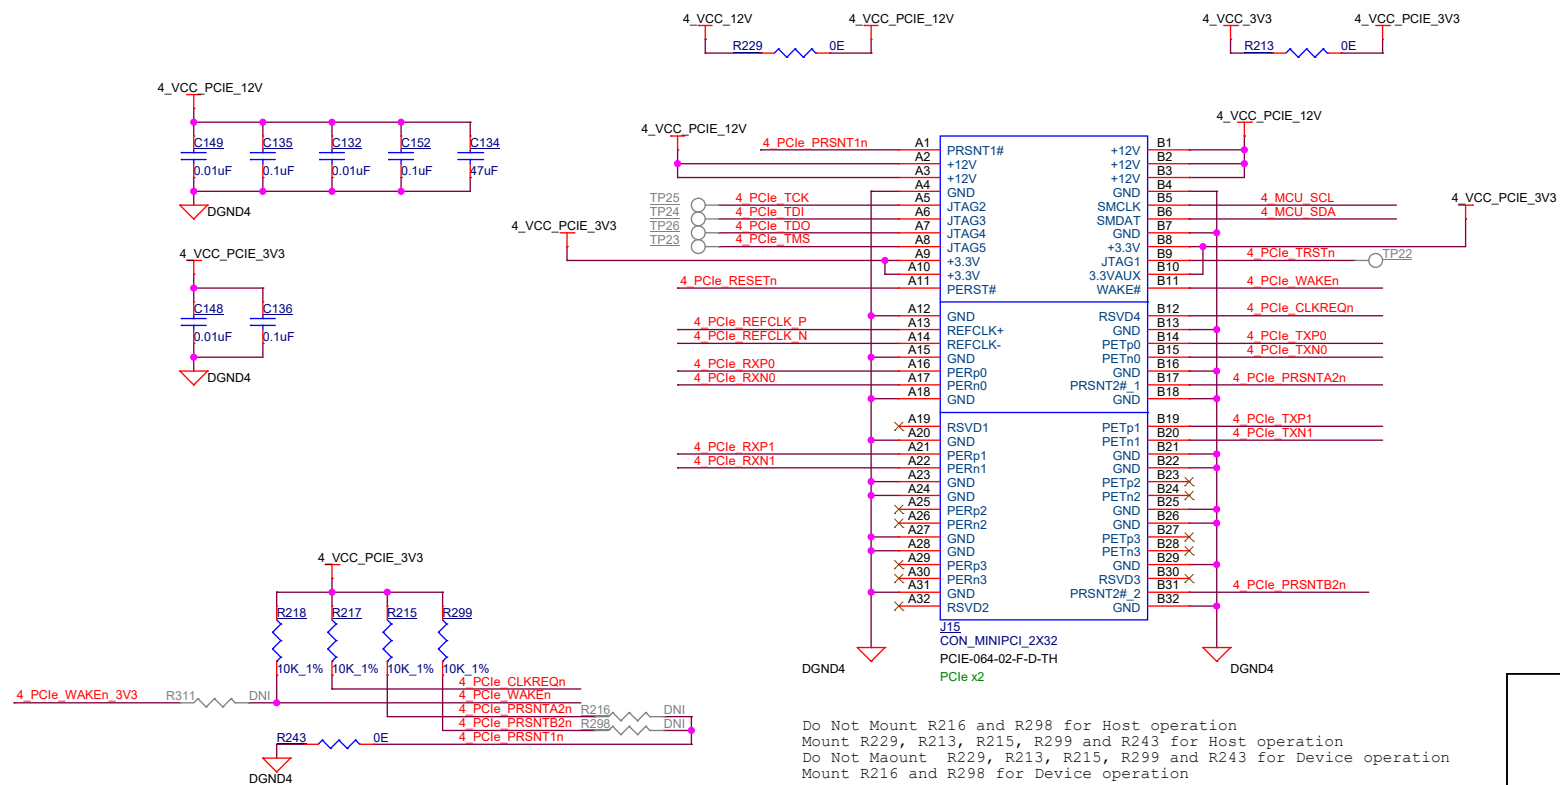 4_VCC_12V
4_VCC_PCIE_12V
R229
0E
4_VCC_3V3
4_VCC_PCIE_3V3
R213
0E
4_VCC_PCIE_12V
C149
C135
C132
C152
C134
0.01uF
0.1uF
0.01uF
0.1uF
47uF
DGND4
4_VCC_PCIE_3V3
C148
C136
0.01uF
0.1uF
DGND4
4_VCC_PCIE_12V
4_VCC_PCIE_12V
4_VCC_PCIE_3V3
4_VCC_PCIE_3V3
4_PCIe_PRSNT1n A1 PRSNT1# +12V B1
A2 +12V +12V B2
A3 +12V +12V B3
A4 GND GND B4
TP25 4_PCIe_TCK A5 JTAG2 SMCLK B5 4_MCU_SCL
TP24 4_PCIe_TDI A6 JTAG3 SMDAT B6 4_MCU_SDA
TP26 4_PCIe_TDO A7 JTAG4 GND B7
TP23 4_PCIe_TMS A8 JTAG5 +3.3V B8
A9 +3.3V JTAG1 B9 4_PCIe_TRSTn TP22
A10 +3.3V 3.3VAUX B10
4_PCIe_RESETn A11 PERST# WAKE# B11 4_PCIe_WAKEn
A12 GND RSVD4 B12 4_PCIe_CLKREQn
4_PCIe_REFCLK_P A13 REFCLK+ GND B13
4_PCIe_REFCLK_N A14 REFCLK- PETp0 B14 4_PCIe_TXP0
A15 GND PETn0 B15 4_PCIe_TXN0
4_PCIe_RXP0 A16 PERp0 GND B16
4_PCIe_RXN0 A17 PERn0 PRSNT2#_1 B17 4_PCIe_PRSNTA2n
A18 GND GND B18
A19 RSVD1 PETp1 B19 4_PCIe_TXP1
A20 GND PETn1 B20 4_PCIe_TXN1
4_PCIe_RXP1 A21 PERp1 GND B21
4_PCIe_RXN1 A22 PERn1 GND B22
A23 GND PETp2 B23
A24 GND PETn2 B24
A25 PERp2 GND B25
A26 PERn2 GND B26
A27 GND PETp3 B27
A28 GND PETn3 B28
A29 PERp3 GND B29
A30 PERn3 RSVD3 B30
A31 GND PRSNT2#_2 B31 4_PCIe_PRSNTB2n
A32 RSVD2 GND B32
J15
CON_MINIPCI_2X32
PCIE-064-02-F-D-TH
PCIe x2
DGND4
DGND4
4_VCC_PCIE_3V3
R218
R217
R215
R299
10K_1%
10K_1%
10K_1%
10K_1%
4_PCIe_CLKREQn
4_PCIe_WAKEn_3V3 R311 DNI 4_PCIe_WAKEn
4_PCIe_PRSNTA2n R216 DNI
4_PCIe_PRSNTB2n R298 DNI
R243 0E 4_PCIe_PRSNT1n
DGND4
Do Not Mount R216 and R298 for Host operation
Mount R229, R213, R215, R299 and R243 for Host operation
Do Not Maount  R229, R213, R215, R299 and R243 for Device operation
Mount R216 and R298 for Device operation